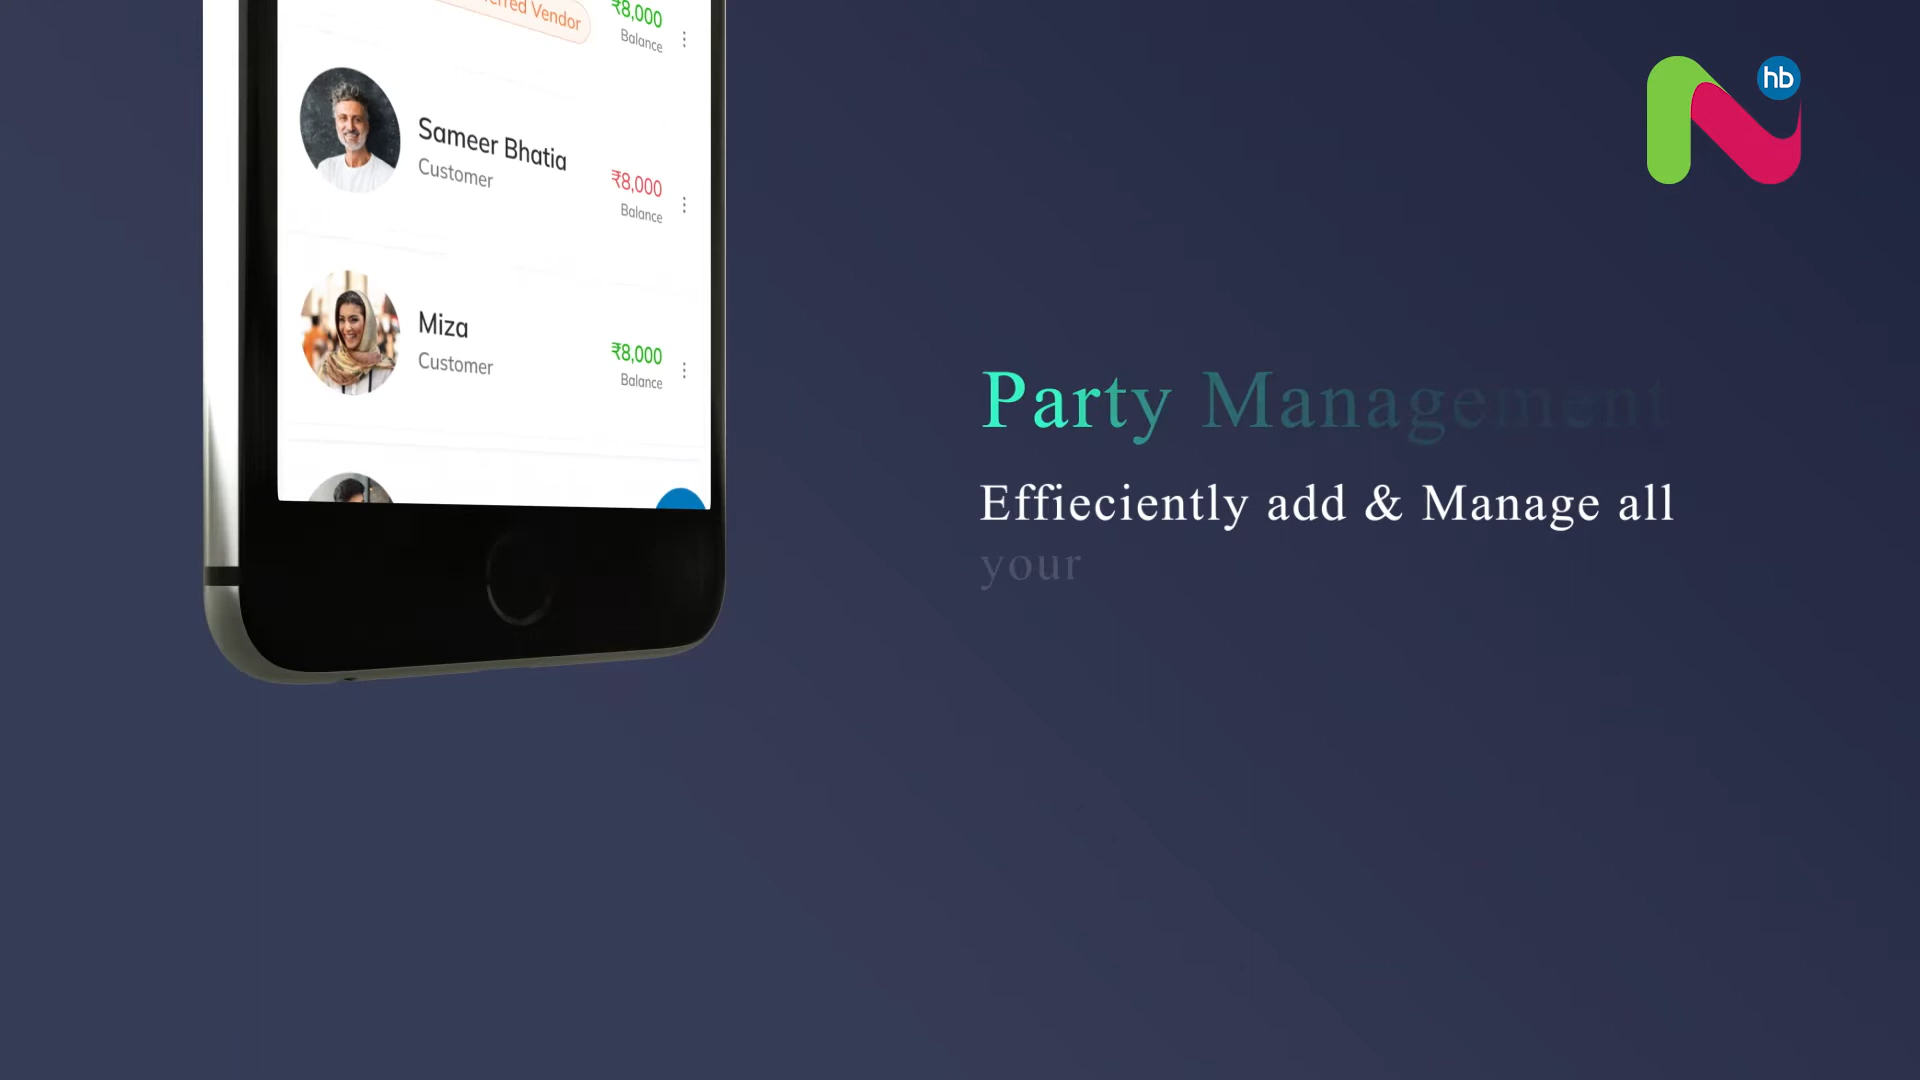 erred Vendor
₹8,000
Balance
Sameer Bhatia
Customer
₹8,000
Balance
Miza
Customer
₹8,000
Balance
hb
Party Management
Effieciently add & Manage all
your